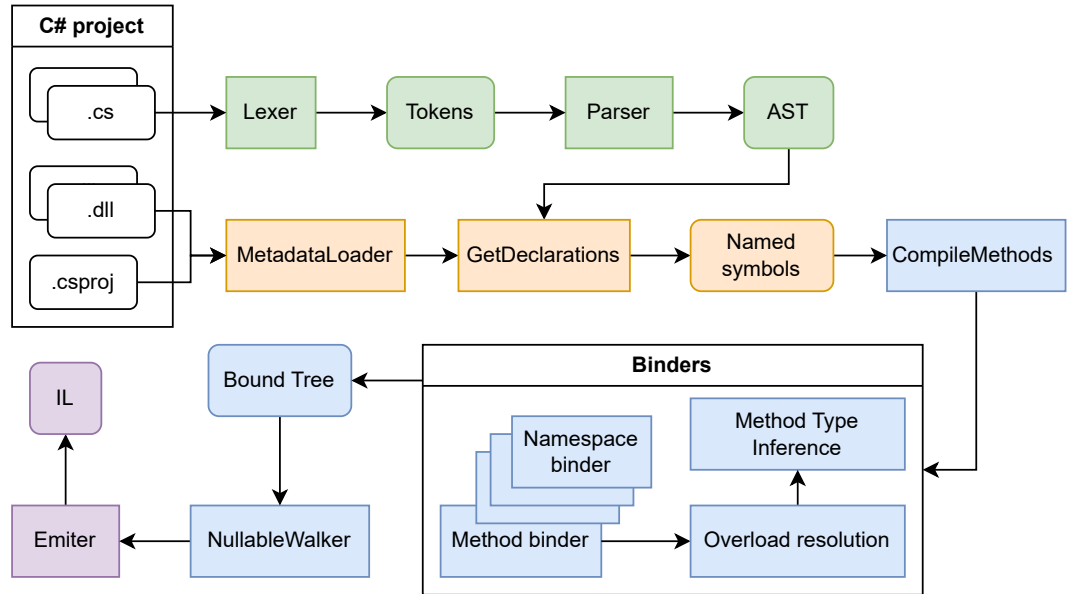 C# project
.cs
Lexer
Tokens
Parser
AST
.dll
.csproj
MetadataLoader
GetDeclarations
Named
symbols
CompileMethods
Binders
Namespace
binder
Method binder
Method Type
Inference
Overload resolution
Bound Tree
NullableWalker
Emiter
IL